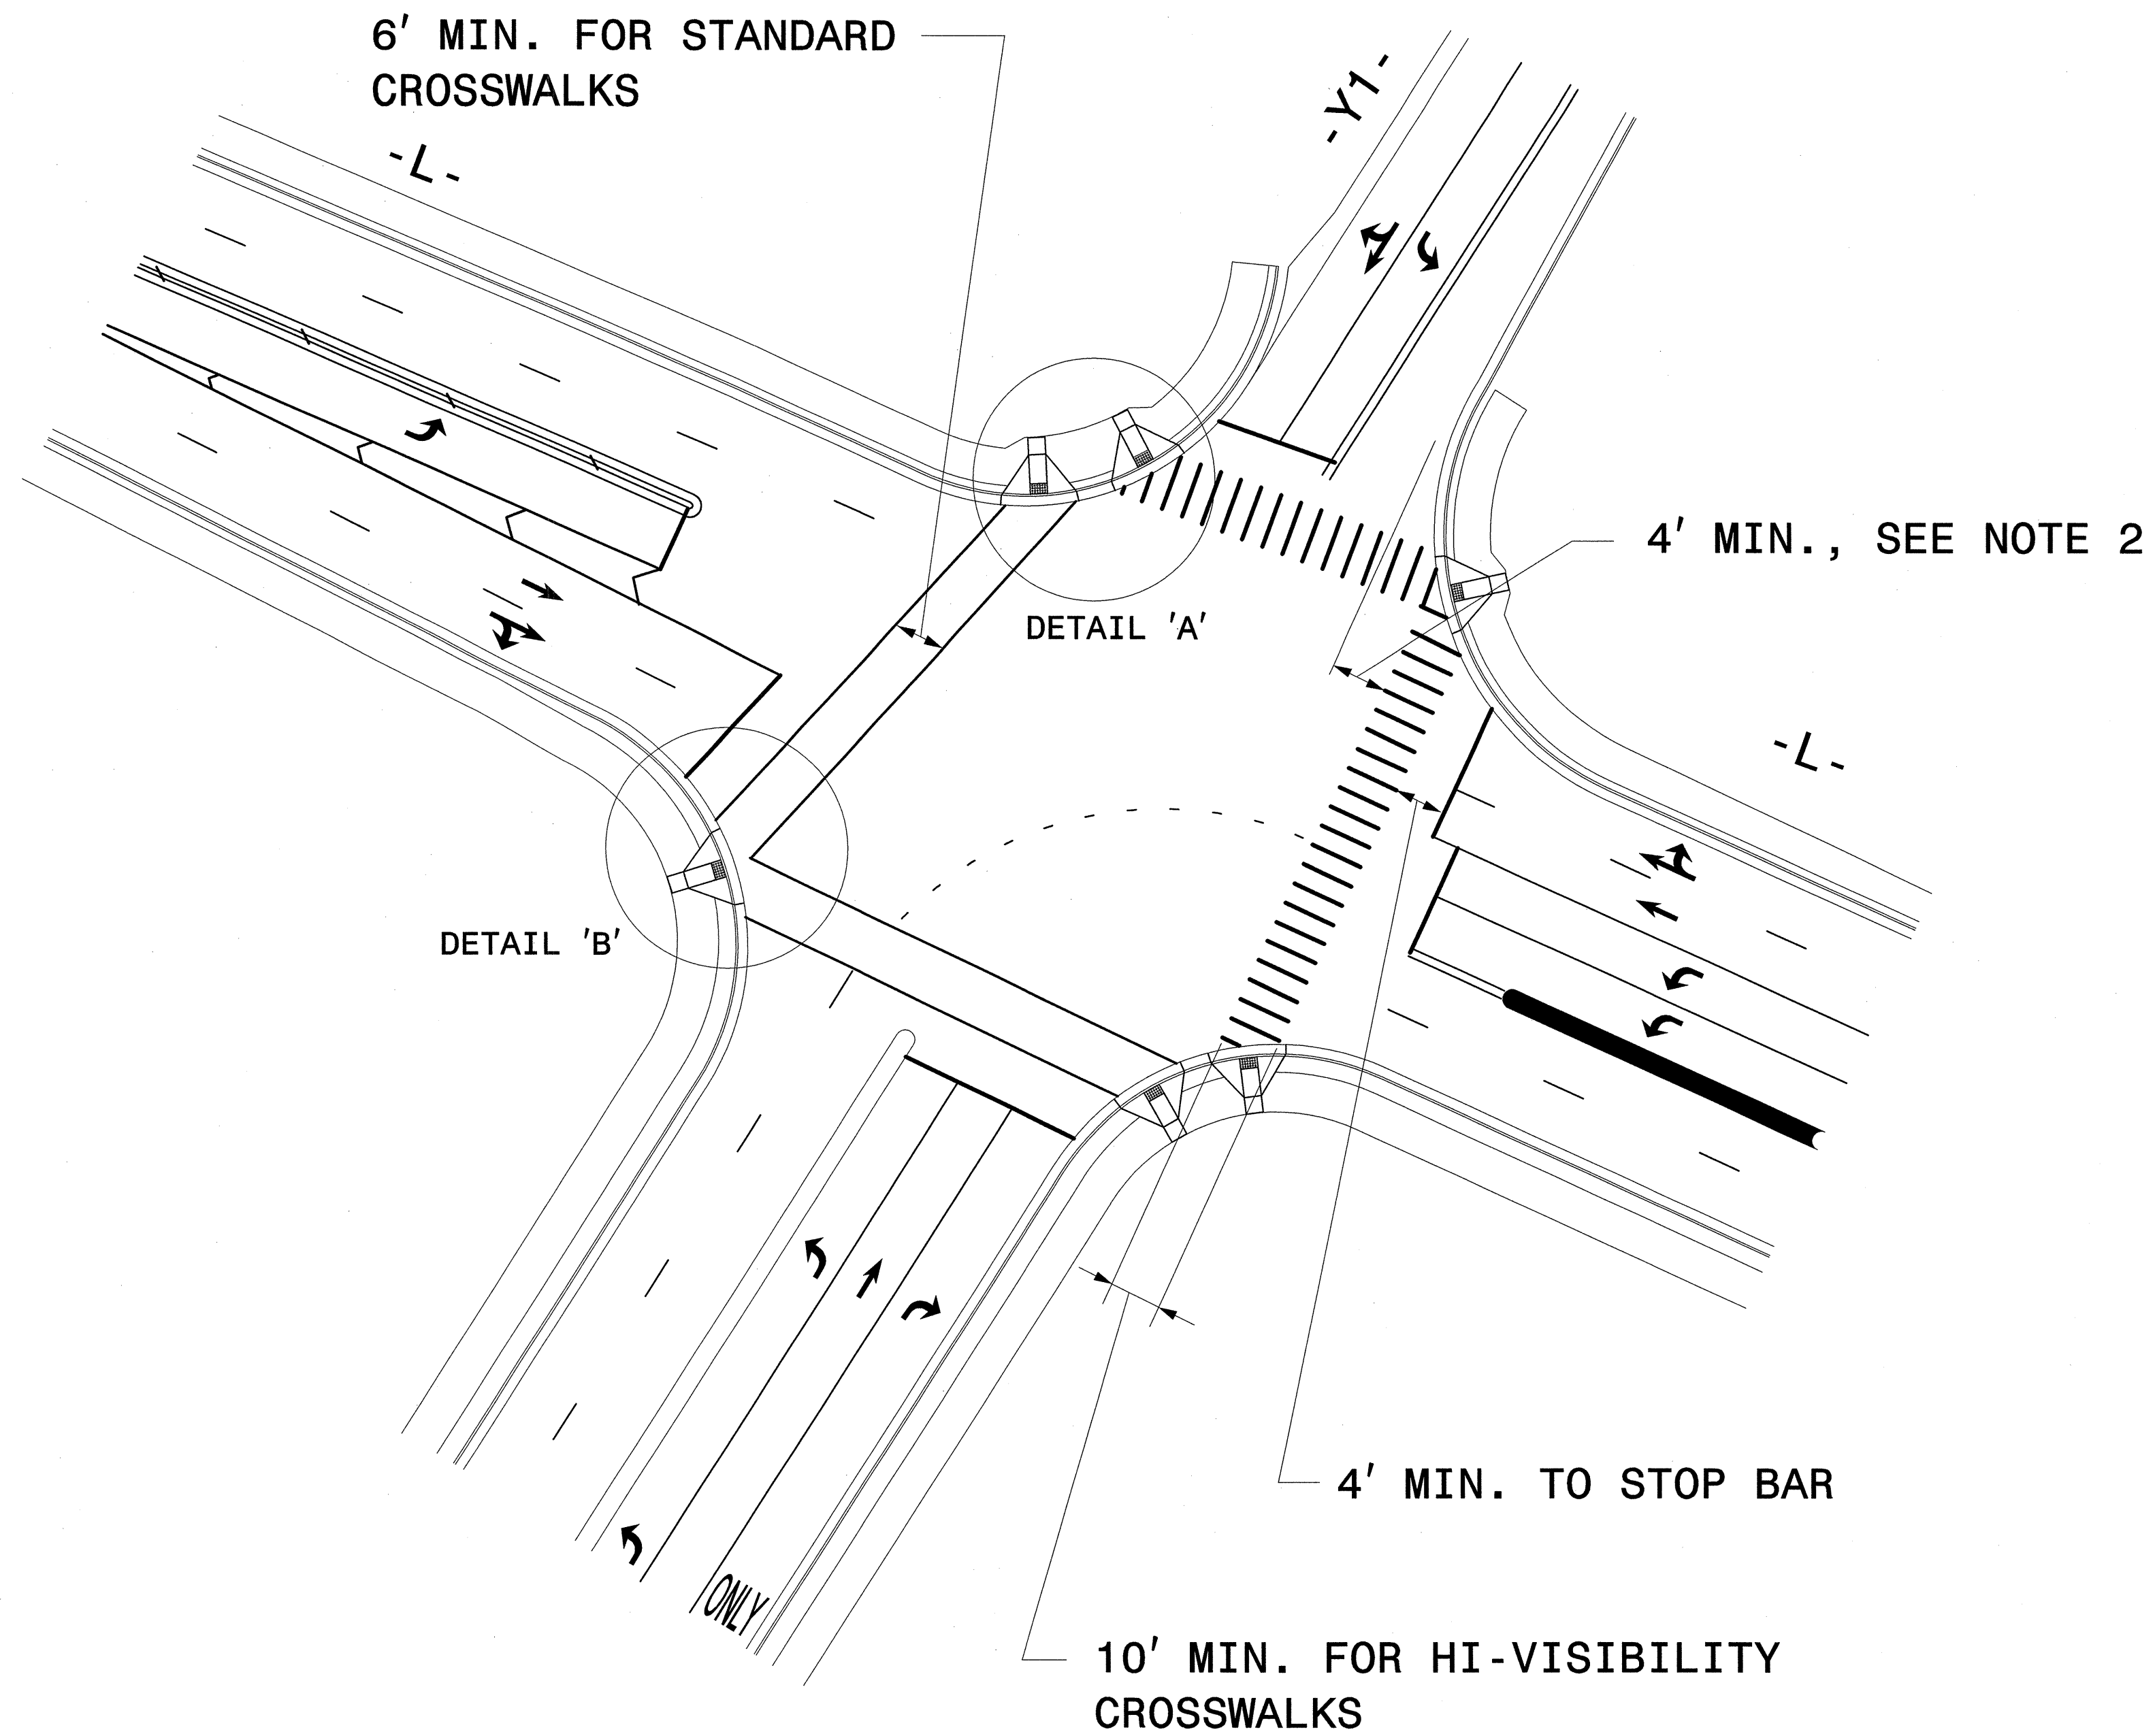 6' MIN. FOR STANDARD
CROSSWALKS
-Y1-
-L-
4' MIN., SEE NOTE 2
DETAIL 'A'
-L-
DETAIL 'B'
4' MIN. TO STOP BAR
ONLY
10' MIN. FOR HI-VISIBILITY
CROSSWALKS